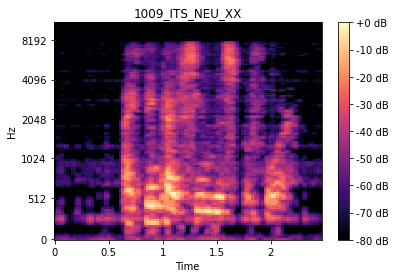 1009_ITS_NEU_XX
+0 dB
8192
-10 dB
4096
-20 dB
-30 dB
2048
Hz
-40 dB
1024
-50 dB
512
-60 dB
-70 dB
0
-80 dB
0
0.5
1
1.5
2
Time